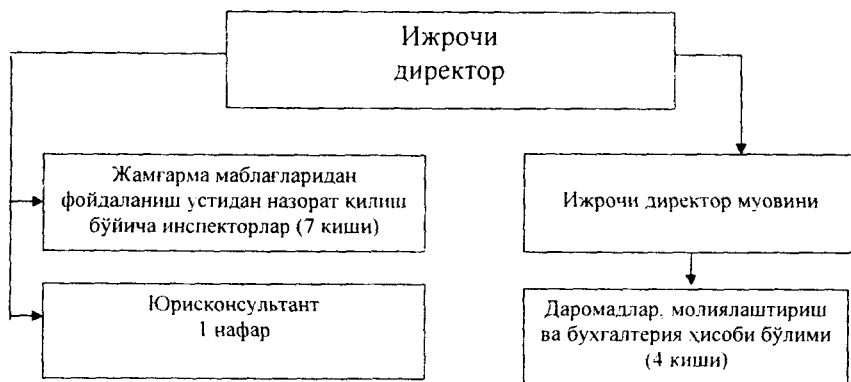 Ижрочи
директор
Жамғарма маблағларидан
фойдаланиш устидан назорат қилиш
бўйича инспекторлар (7 киши)
Ижрочи директор муовини
Юрисконсультант
1 нафар
Даромадлар, молиялаштириш
ва бухгалтерия ҳисоби бўлими
(4 киши)